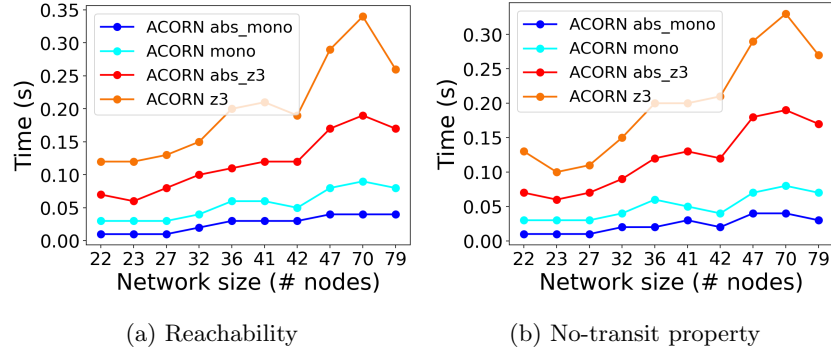 0.35
0.30
0.25
0.20
0.15
0.10
0.05
0.00
Time (s)
ACORN abs_mono
ACORN mono
ACORN abs_z3
ACORN z3
22 23 27 32 36 41 42 47 70 79
Network size (# nodes)
(a) Reachability
0.30
0.25
0.20
0.15
0.10
0.05
0.00
Time (s)
ACORN abs_mono
ACORN mono
ACORN abs_z3
ACORN z3
22 23 27 32 36 41 42 47 70 79
Network size (# nodes)
(b) No-transit property